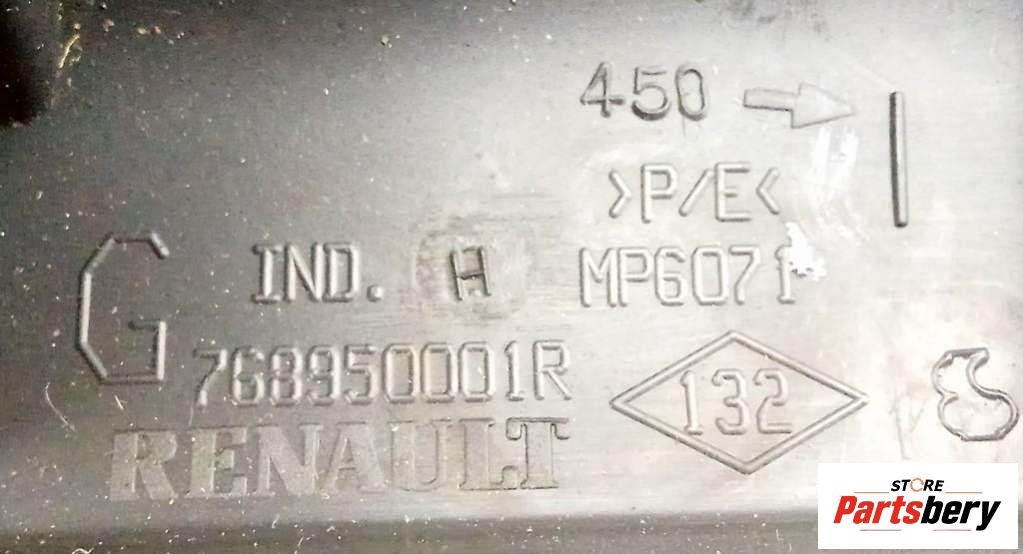 450
>P/E<
G IND. H MP6071
768950001R
132
RENAULT
STORE
Partsbery